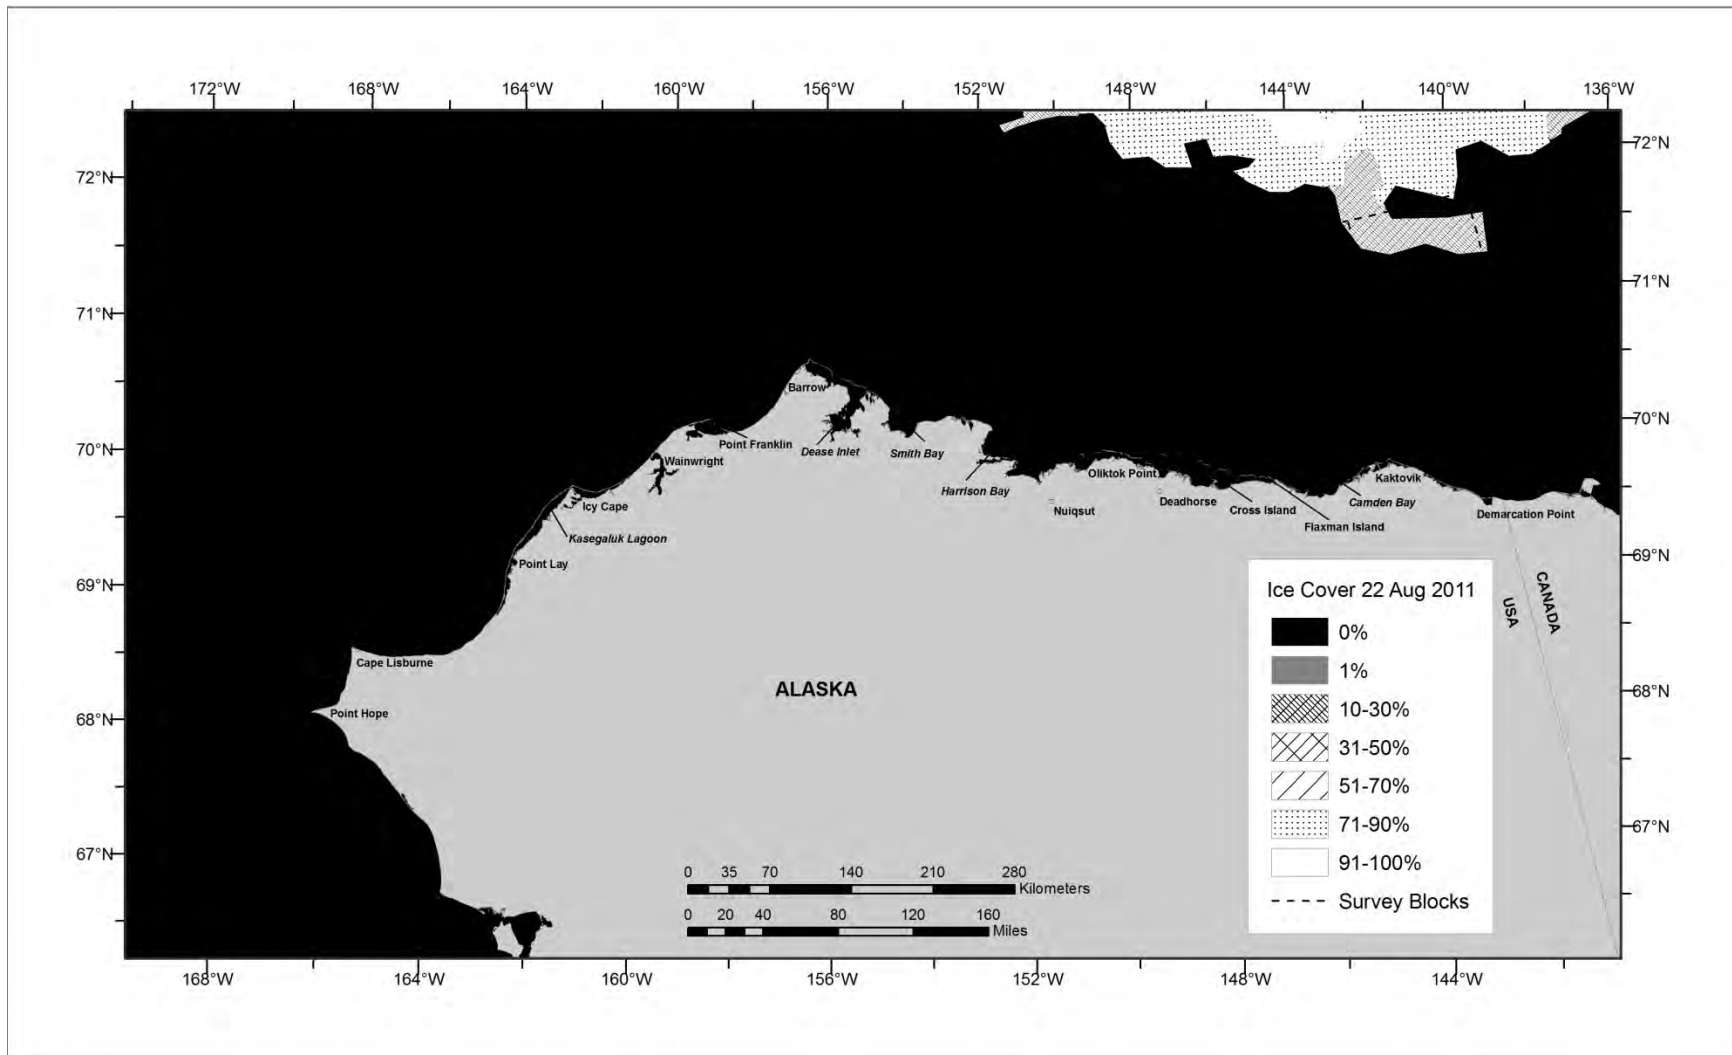 172°W 168°W 164°W 160°W 156°W 152°W 148°W 144°W 140°W 136°W
72°N
72°N
71°N
71°N
70°N
70°N
69°N
69°N
68°N
68°N
67°N
67°N
Barrow
Point Franklin
Dease Inlet
Smith Bay
Wainwright
Harrison Bay
Oliktok Point
Kaktovik
Icy Cape
Nuiqsut
Deadhorse
Cross Island
Camden Bay
Demarcation Point
Flaxman Island
Kasegaluk Lagoon
Point Lay
Cape Lisburne
Point Hope
ALASKA
USA
CANADA
Ice Cover 22 Aug 2011
0%
1%
10-30%
31-50%
51-70%
71-90%
91-100%
Survey Blocks
0 35 70 140 210 280
Kilometers
0 20 40 80 120 160
Miles
168°W 164°W 160°W 156°W 152°W 148°W 144°W